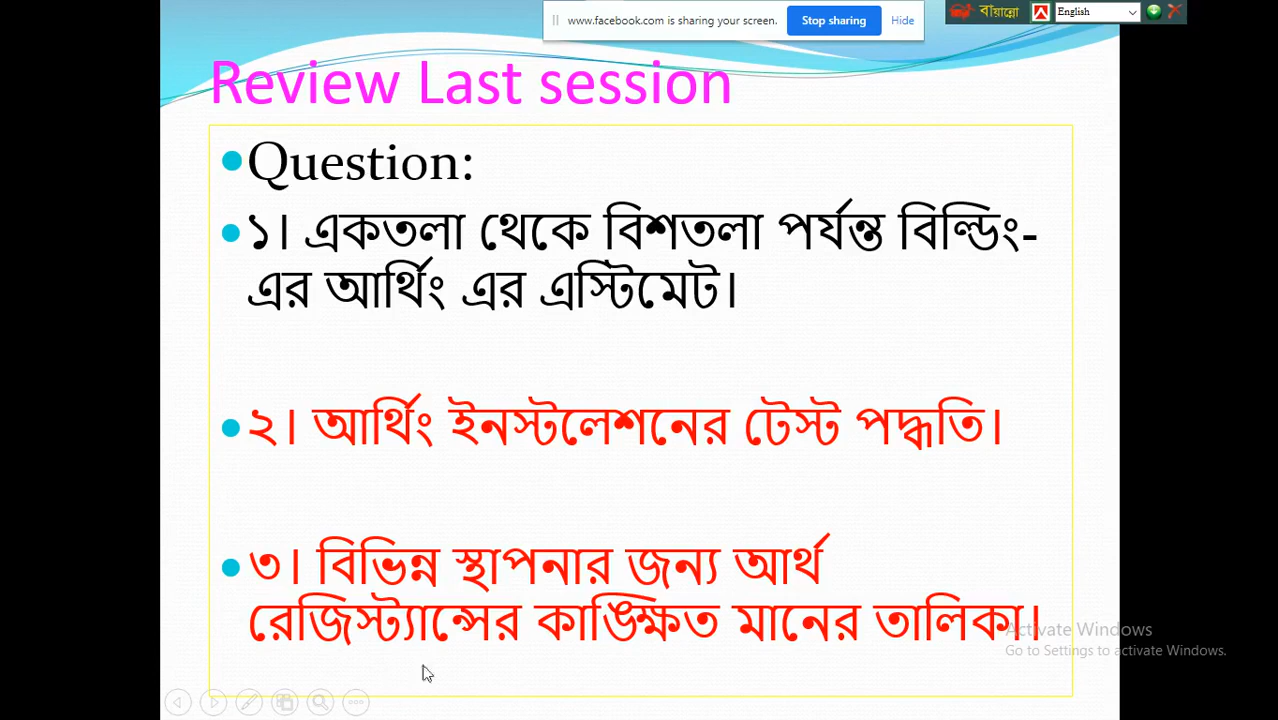 www.facebook.com is sharing your screen. Stop sharing Hide
বায়ান্নো English
Review Last session
Question:
১। একতলা থেকে বিশতলা পর্যন্ত বিল্ডিং-
এর আর্থিং এর এস্টিমেট।
২। আর্থিং ইনস্টলেশনের টেস্ট পদ্ধতি।
৩। বিভিন্ন স্থাপনার জন্য আর্থ
রেজিস্ট্যান্সের কাঙ্ক্ষিত মানের তালিকা।
Activate Windows
Go to Settings to activate Windows.